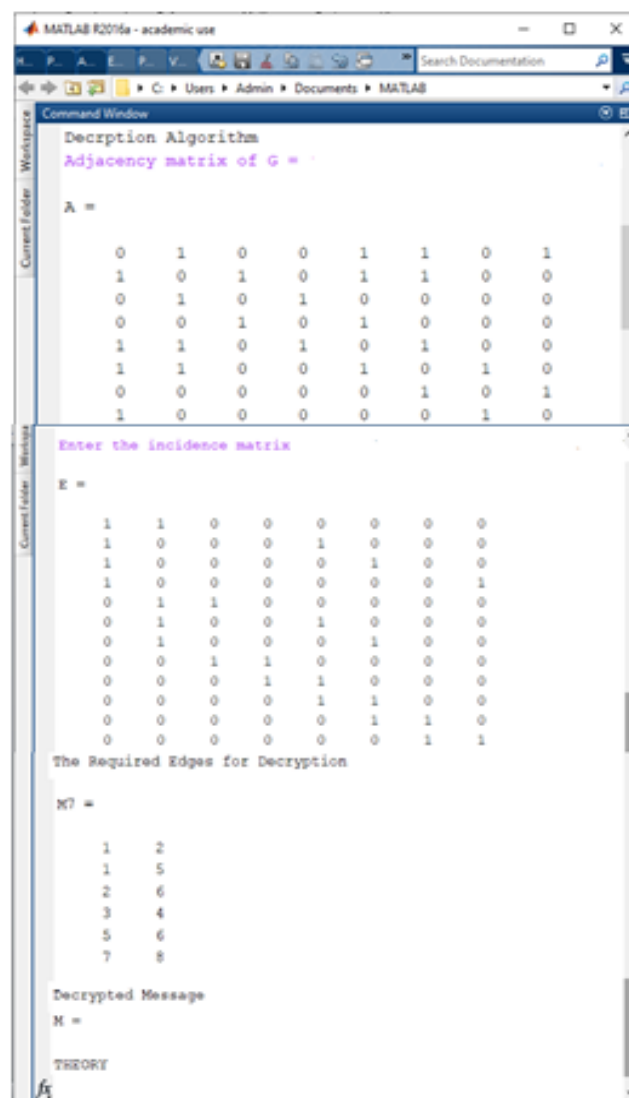 MATLAB R2016a - academic use
H... P... A... E... P... V... Search Documentation
C: Users Admin Documents MATLAB
Command Window
Workspace
Current Folder
Decrption Algorithm
Adjacency matrix of G =
A =
0 1 0 0 1 1 0 1
1 0 1 0 1 1 0 0
0 1 0 1 0 0 0 0
0 0 1 0 1 0 0 0
1 1 0 1 0 1 0 0
1 1 0 0 1 0 1 0
0 0 0 0 0 1 0 1
1 0 0 0 0 0 1 0
Enter the incidence matrix
Current Folder
E =
1 1 0 0 0 0 0 0
1 0 0 0 1 0 0 0
1 0 0 0 0 1 0 0
1 0 0 0 0 0 0 1
0 1 1 0 0 0 0 0
0 1 0 0 1 0 0 0
0 1 0 0 0 1 0 0
0 0 1 1 0 0 0 0
0 0 0 1 1 0 0 0
0 0 0 0 1 1 0 0
0 0 0 0 0 1 1 0
0 0 0 0 0 0 1 1
The Required Edges for Decryption
M7 =
1 2
1 5
2 6
3 4
5 6
7 8
Decrypted Message
M =
THEORY
fx